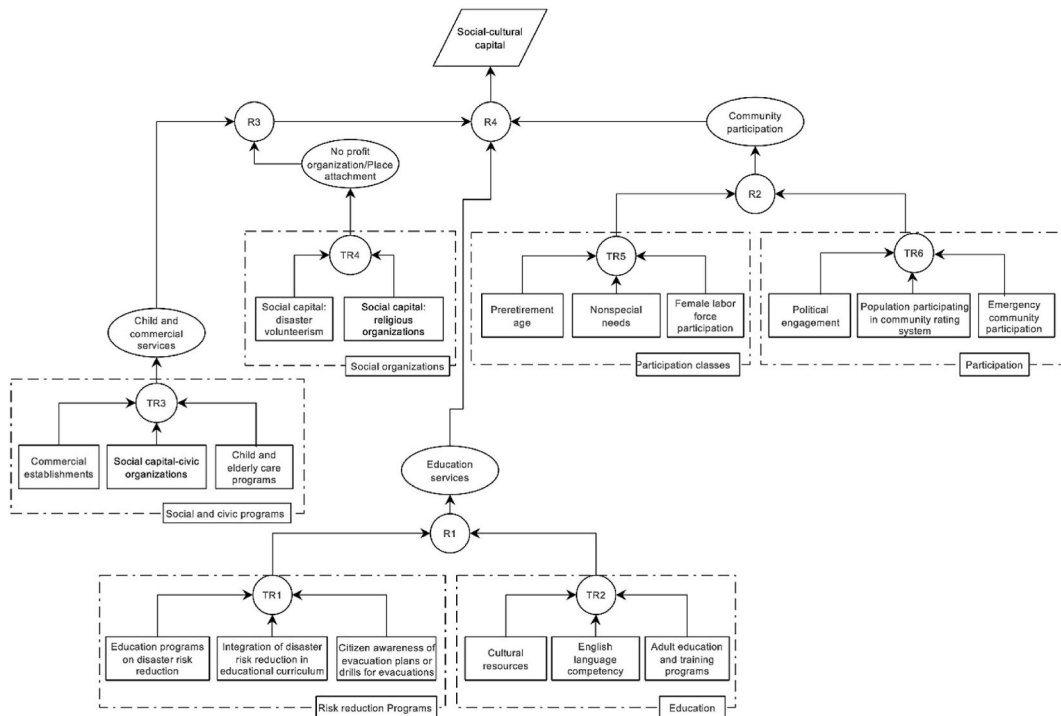 Social-cultural
capital
R3
R4
Community
participation
No profit
organization/Place
attachment
R2
TR4
Social capital:
disaster
volunteerism
Social capital:
religious
organizations
Social organizations
TR5
Preretirement
age
Nonspecial
needs
Female labor
force
participation
Participation classes
TR6
Political
engagement
Population participating
in community rating
system
Emergency
community
participation
Participation
Child and
commercial
services
TR3
Commercial
establishments
Social capital-civic
organizations
Child and
elderly care
programs
Social and civic programs
Education
services
R1
TR1
Education programs
on disaster risk
reduction
Integration of disaster
risk reduction in
educational curriculum
Citizen awareness of
evacuation plans or
drills for evacuations
Risk reduction Programs
TR2
Cultural
resources
English
language
competency
Adult education
and training
programs
Education